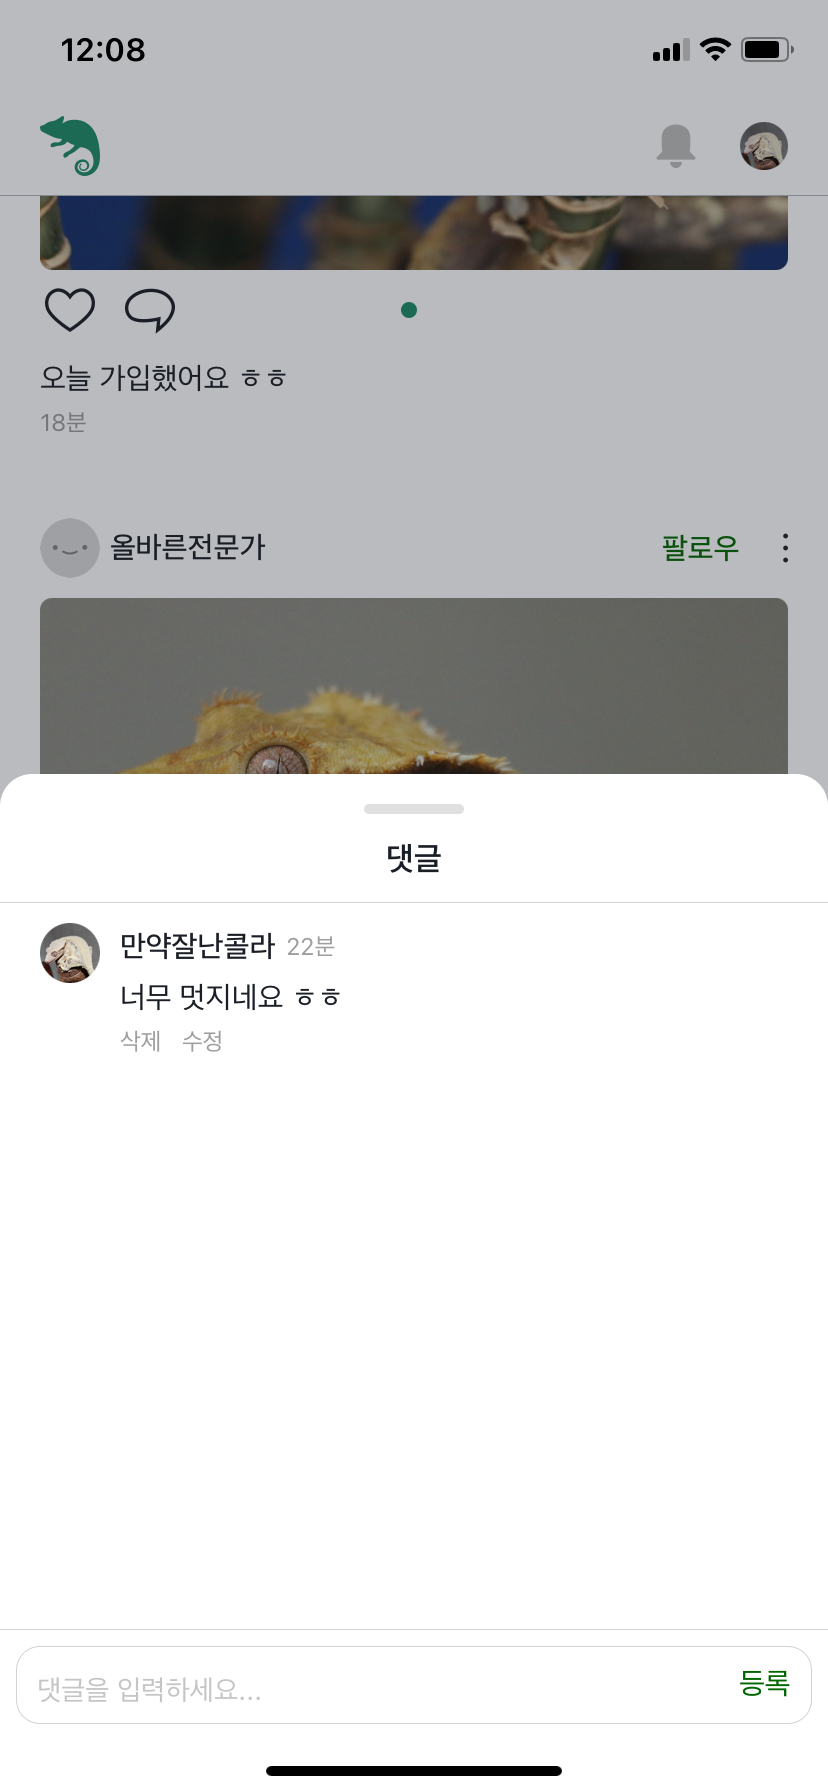 12:08
오늘 가입했어요 ㅎㅎ
18분
올바른전문가 팔로우
댓글
만약잘난콜라 22분
너무 멋지네요 ㅎㅎ
삭제 수정
댓글을 입력하세요... 등록